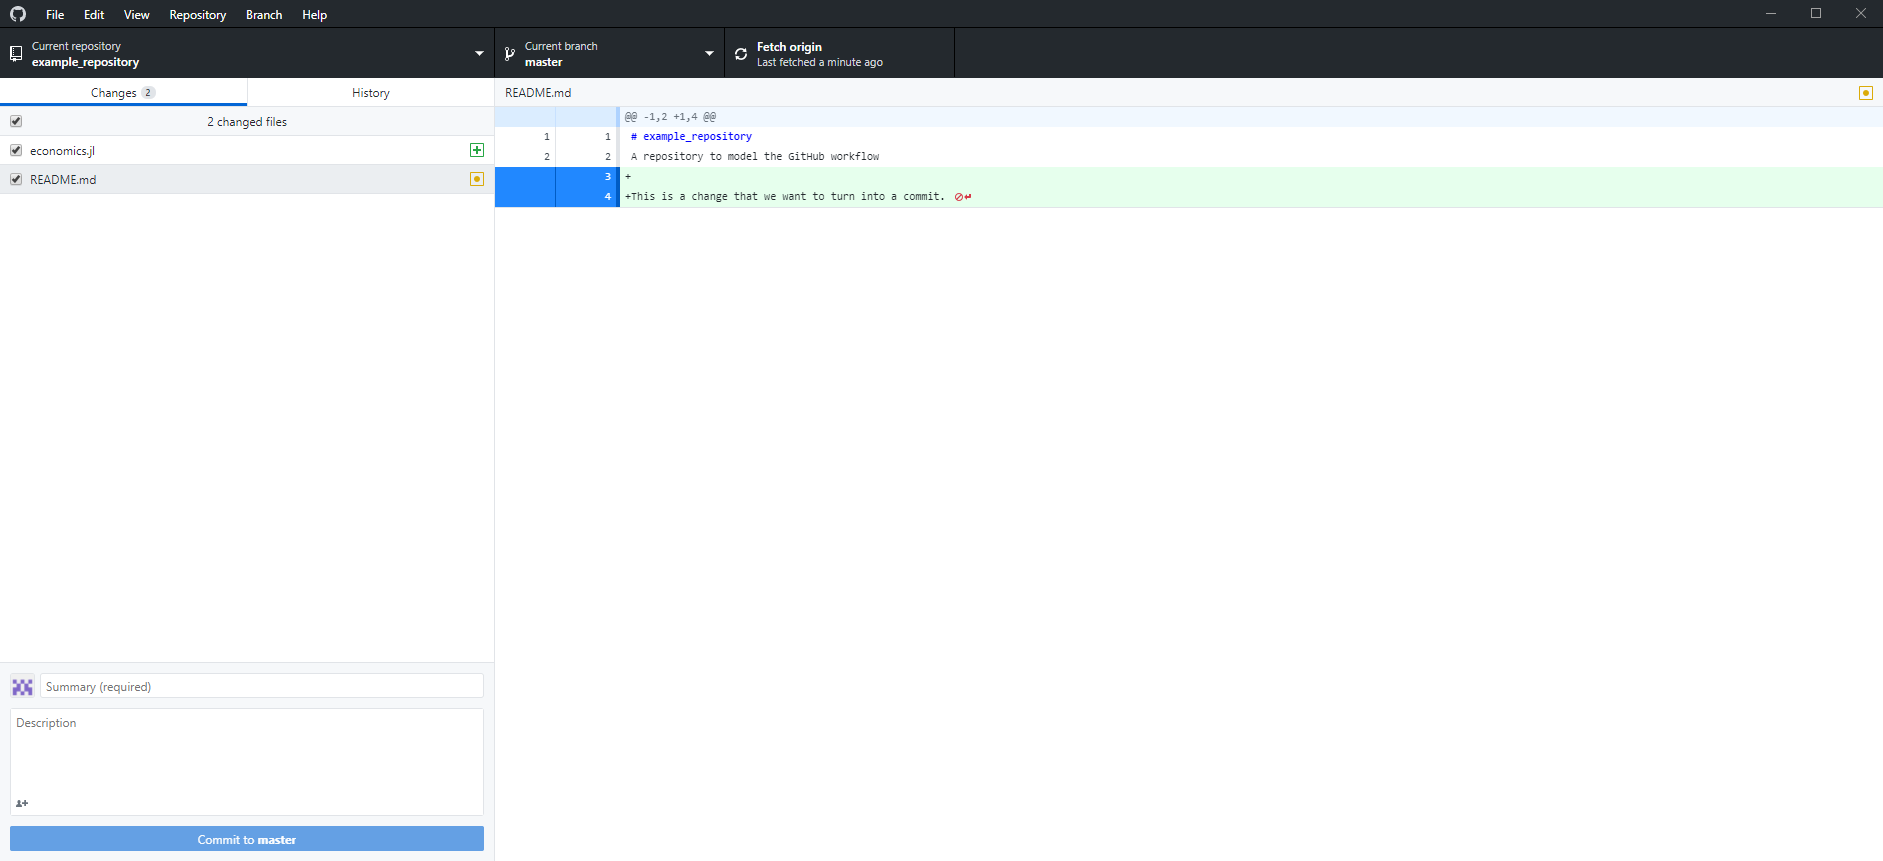 File Edit View Repository Branch Help
Current repository
example_repository
Current branch
master
Fetch origin
Last fetched a minute ago
Changes 2
History
2 changed files
economics.jl
README.md
README.md
@@ -1,2 +1,4 @@
1 1 # example_repository
2 2 A repository to model the GitHub workflow
3 +
4 +This is a change that we want to turn into a commit.
Summary (required)
Description
Commit to master